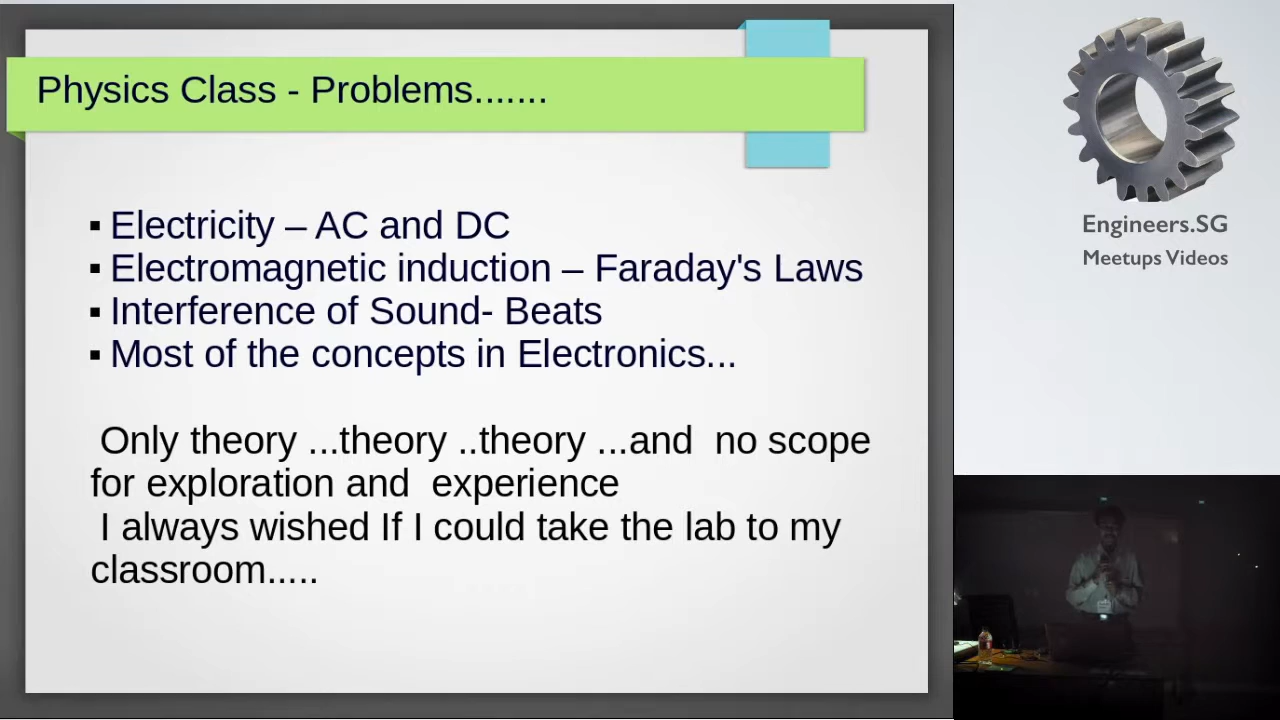 Physics Class - Problems.......
▪ Electricity – AC and DC
▪ Electromagnetic induction – Faraday's Laws
▪ Interference of Sound- Beats
▪ Most of the concepts in Electronics...
Only theory ...theory ..theory ...and  no scope
for exploration and  experience
I always wished If I could take the lab to my
classroom.....
Engineers.SG
Meetups Videos